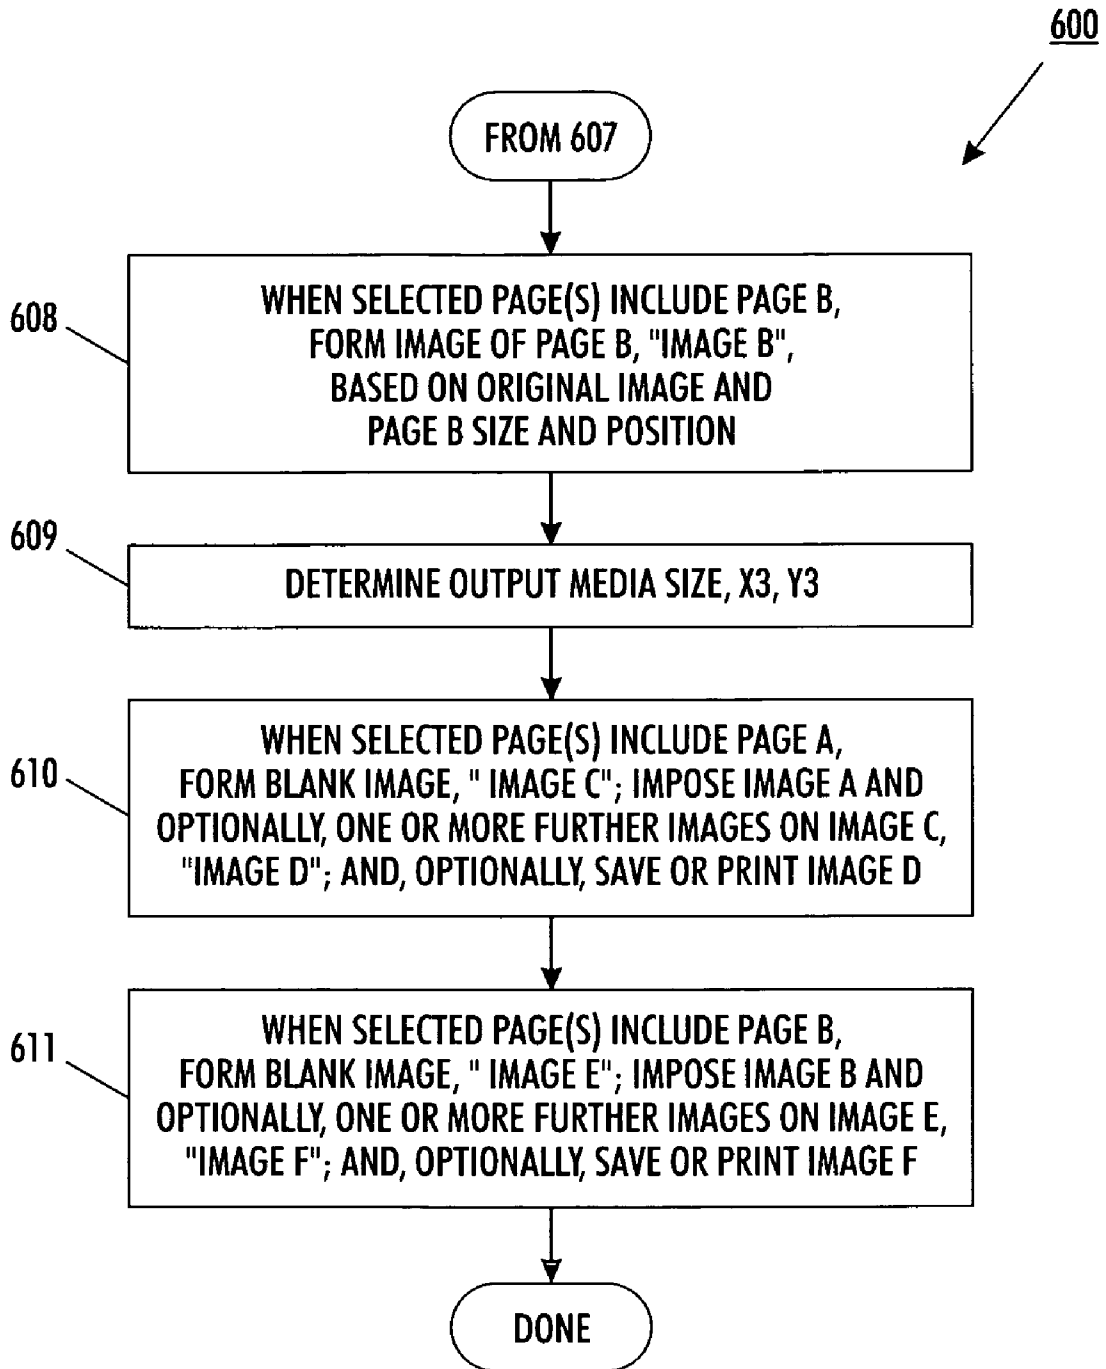 600
FROM 607
608
WHEN SELECTED PAGE(S) INCLUDE PAGE B,
FORM IMAGE OF PAGE B, "IMAGE B",
BASED ON ORIGINAL IMAGE AND
PAGE B SIZE AND POSITION
609
DETERMINE OUTPUT MEDIA SIZE, X3, Y3
610
WHEN SELECTED PAGE(S) INCLUDE PAGE A,
FORM BLANK IMAGE, " IMAGE C"; IMPOSE IMAGE A AND
OPTIONALLY, ONE OR MORE FURTHER IMAGES ON IMAGE C,
"IMAGE D"; AND, OPTIONALLY, SAVE OR PRINT IMAGE D
611
WHEN SELECTED PAGE(S) INCLUDE PAGE B,
FORM BLANK IMAGE, " IMAGE E"; IMPOSE IMAGE B AND
OPTIONALLY, ONE OR MORE FURTHER IMAGES ON IMAGE E,
"IMAGE F"; AND, OPTIONALLY, SAVE OR PRINT IMAGE F
DONE